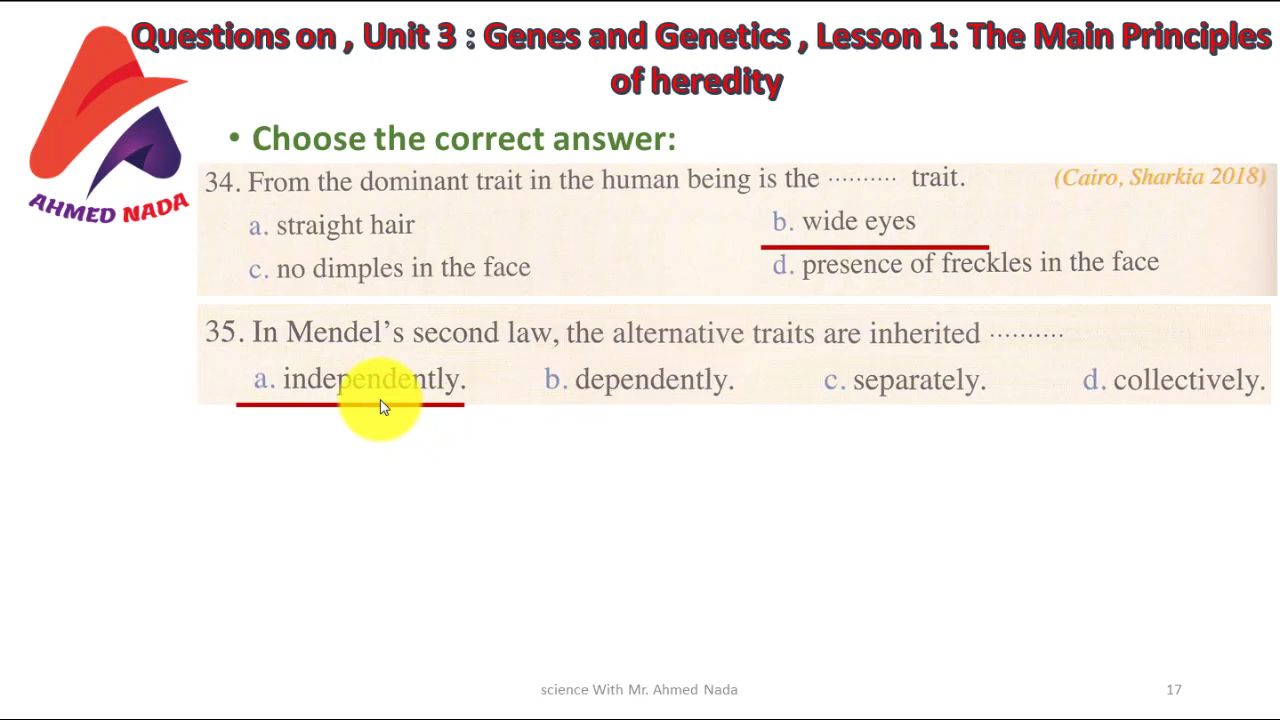 Questions on , Unit 3 : Genes and Genetics , Lesson 1: The Main Principles
of heredity
AHMED NADA
• Choose the correct answer:
34. From the dominant trait in the human being is the .......... trait. (Cairo, Sharkia 2018)
a. straight hair b. wide eyes
c. no dimples in the face d. presence of freckles in the face
35. In Mendel's second law, the alternative traits are inherited ..........
a. independently. b. dependently. c. separately. d. collectively.
science With Mr. Ahmed Nada 17